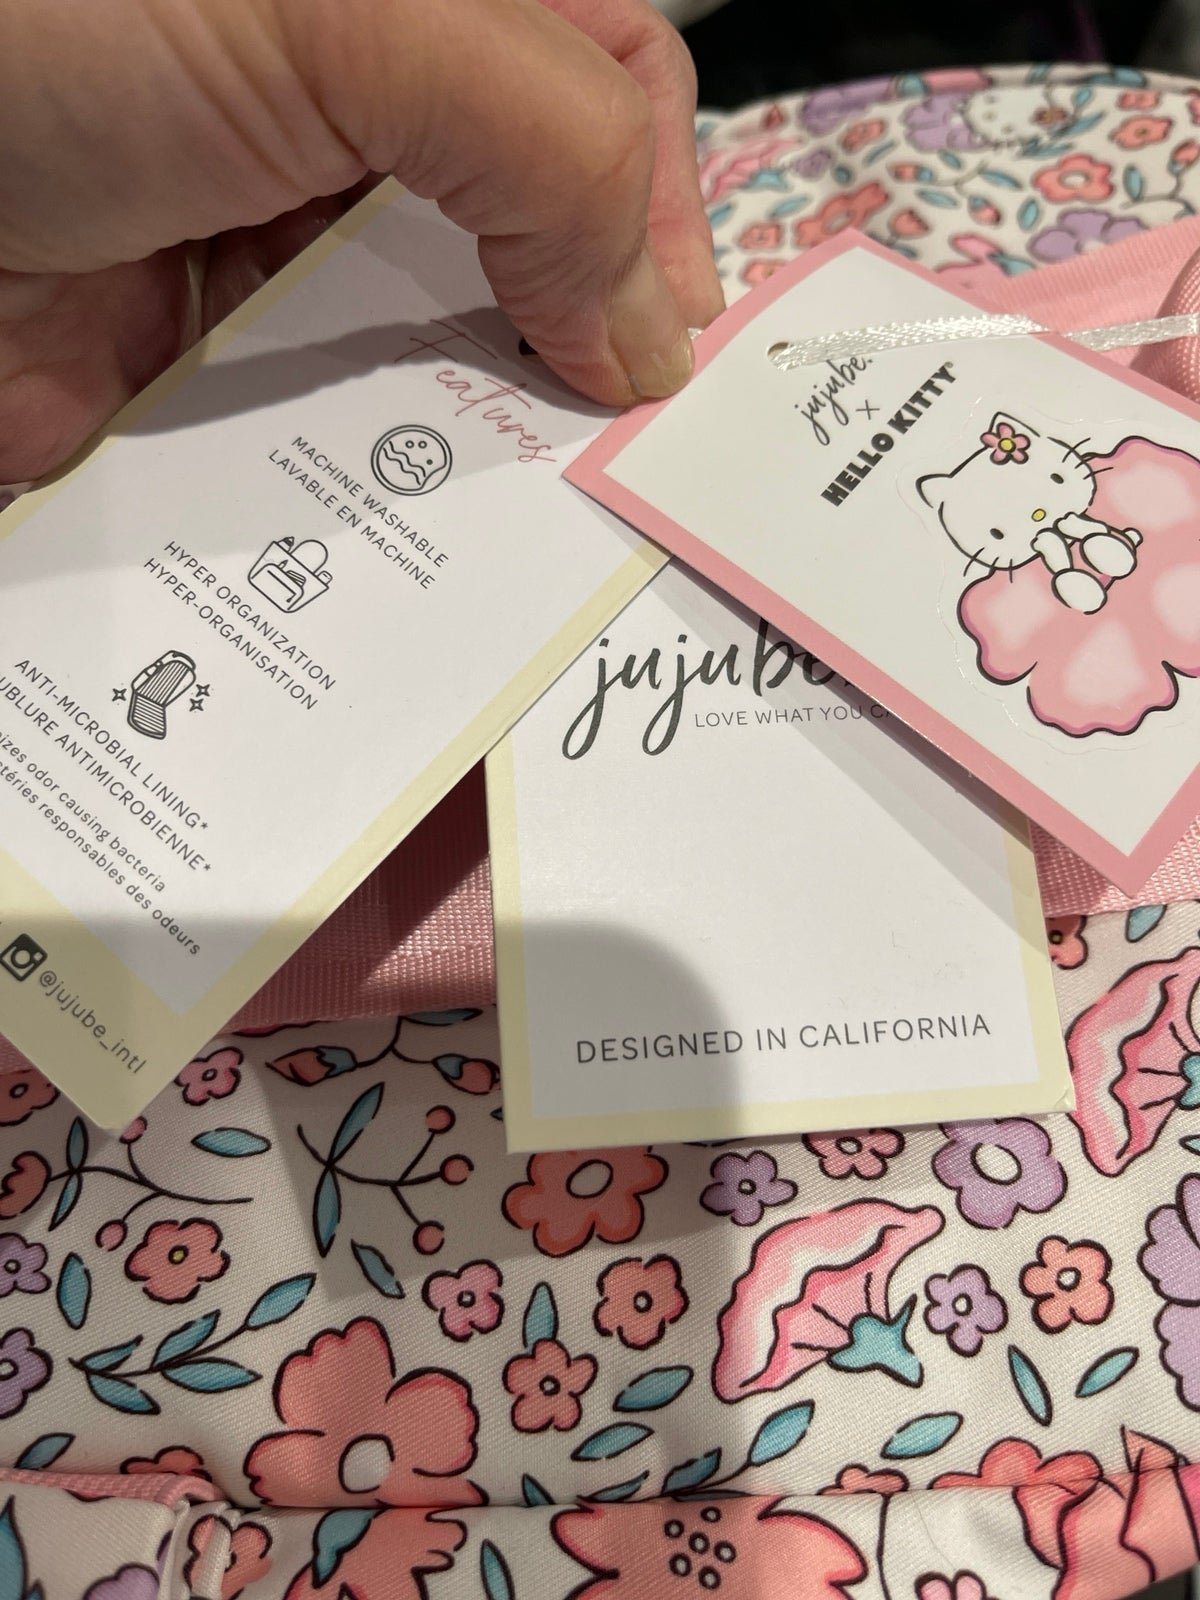 Features
MACHINE WASHABLE
LAVABLE EN MACHINE
HYPER ORGANIZATION
HYPER-ORGANISATION
ANTI-MICROBIAL LINING*
ANTIMICROBIENNE*
odor causing bacteria
responsables des odeurs
@jujube_intl
jujube.
LOVE WHAT YOU
DESIGNED IN CALIFORNIA
jujube.
X
HELLO KITTY